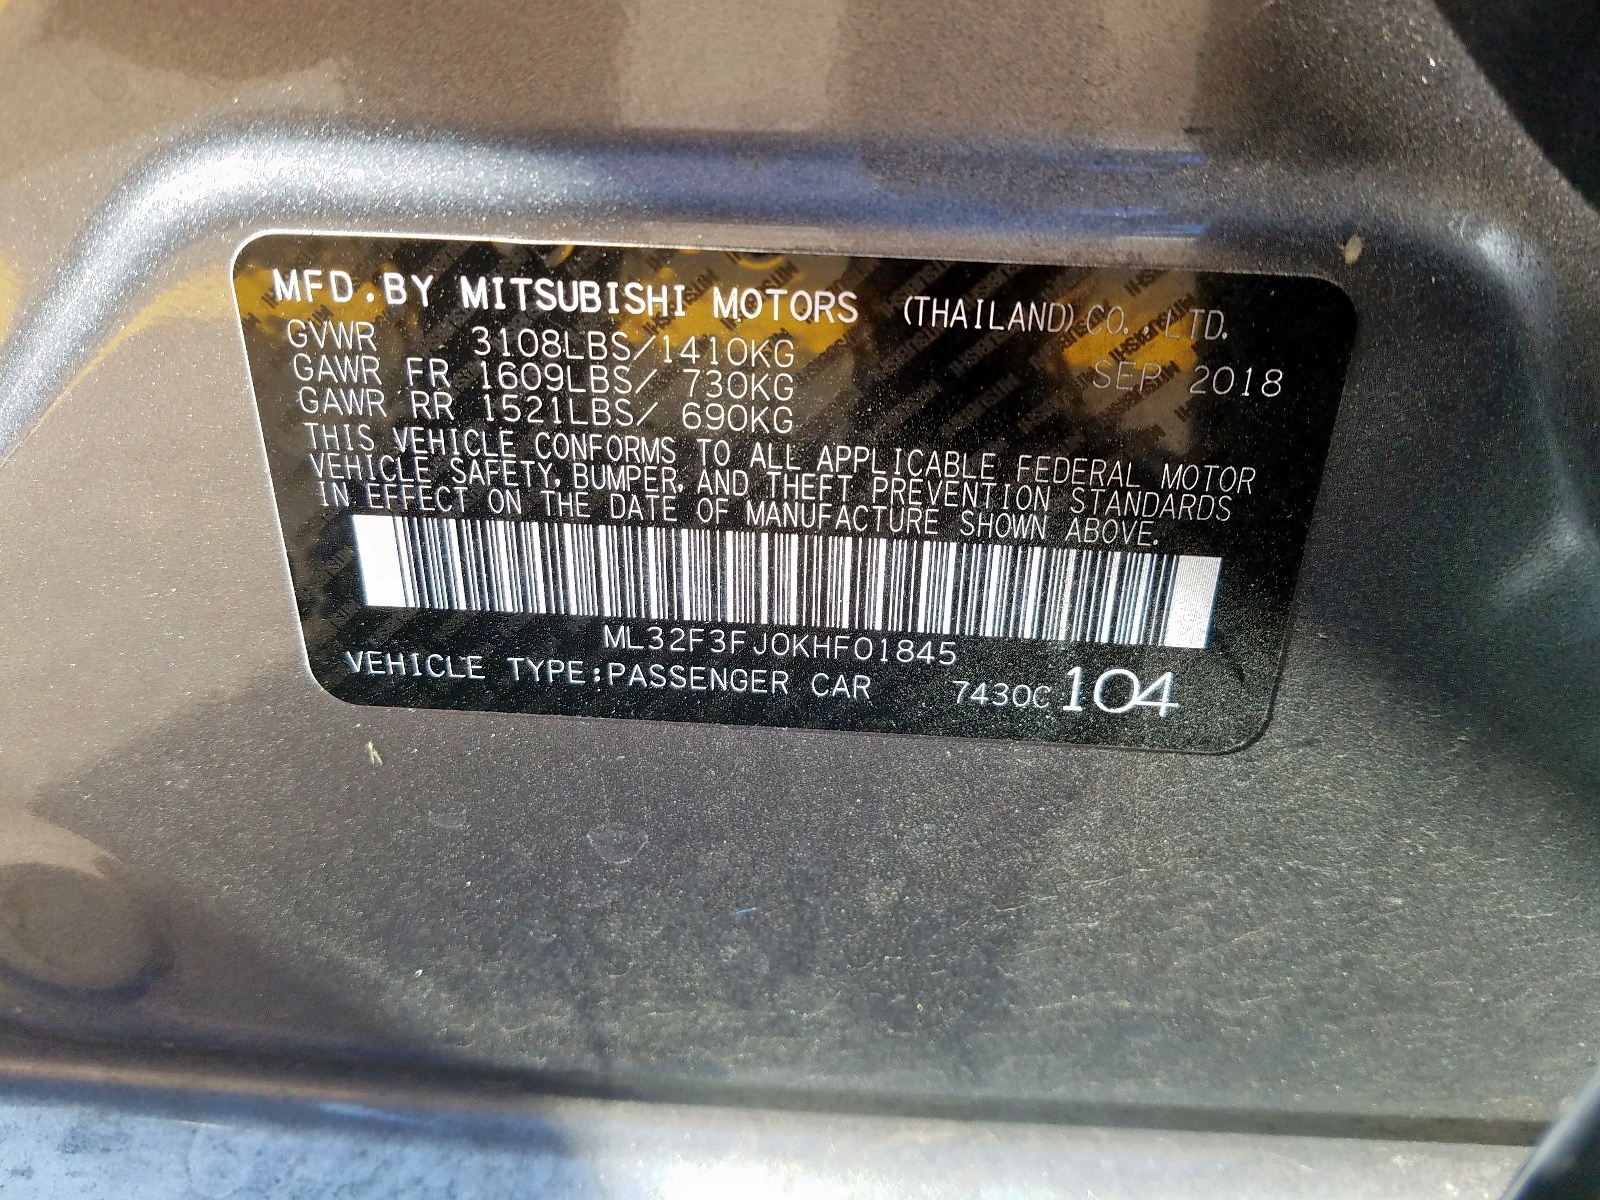 MFD.BY MITSUBISHI MOTORS (THAILAND) CO., LTD.
GVWR 3108LBS/1410KG
SEP 2018
GAWR FR 1609LBS/ 730KG
GAWR RR 1521LBS/ 690KG
THIS VEHICLE CONFORMS TO ALL APPLICABLE FEDERAL MOTOR
VEHICLE SAFETY, BUMPER, AND THEFT PREVENTION STANDARDS
IN EFFECT ON THE DATE OF MANUFACTURE SHOWN ABOVE.
ML32F3FJ0KHF01845
VEHICLE TYPE:PASSENGER CAR 7430C 104